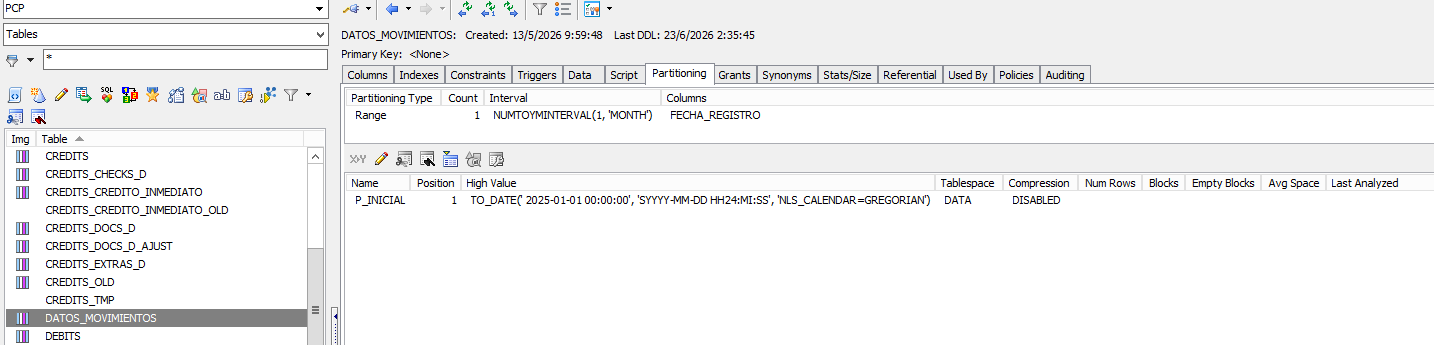 PCP
Tables
*
Img Table
CREDITS
CREDITS_CHECKS_D
CREDITS_CREDITO_INMEDIATO
CREDITS_CREDITO_INMEDIATO_OLD
CREDITS_DOCS_D
CREDITS_DOCS_D_AJUST
CREDITS_EXTRAS_D
CREDITS_OLD
CREDITS_TMP
DATOS_MOVIMIENTOS
DEBITS
DATOS_MOVIMIENTOS: Created: 13/5/2026 9:59:48 Last DDL: 23/6/2026 2:35:45
Primary Key: <None>
Columns Indexes Constraints Triggers Data Script Partitioning Grants Synonyms Stats/Size Referential Used By Policies Auditing
Partitioning Type Count Interval Columns
Range 1 NUMTOYMINTERVAL(1, 'MONTH') FECHA_REGISTRO
Name Position High Value Tablespace Compression Num Rows Blocks Empty Blocks Avg Space Last Analyzed
P_INICIAL 1 TO_DATE(' 2025-01-01 00:00:00', 'SYYYY-MM-DD HH24:MI:SS', 'NLS_CALENDAR=GREGORIAN') DATA DISABLED